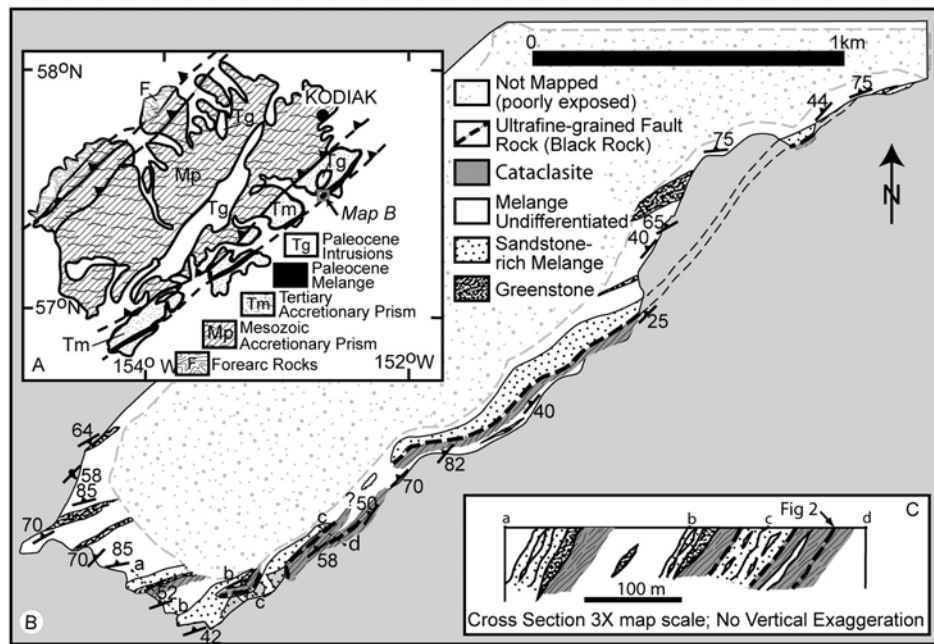 58°N
F
KODIAK
Tg
Tg
Mp
Tg
Tm
Map B
Tg Paleocene
Intrusions
Paleocene
Melange
57°N
Tm Tertiary
Accretionary Prism
Mp Mesozoic
Accretionary Prism
Tm
154° W
152°W
A
F Forearc Rocks
0
1km
Not Mapped
(poorly exposed)
Ultrafine-grained Fault
Rock (Black Rock)
Cataclasite
Melange
Undifferentiated
Sandstone-
rich Melange
Greenstone
N
75
44
75
65
40
25
40
82
70
?
50
64
58
85
70
70
85
a
52
b
b
c
c
58
d
42
B
C
Fig 2
a
b
c
d
100 m
Cross Section 3X map scale; No Vertical Exaggeration